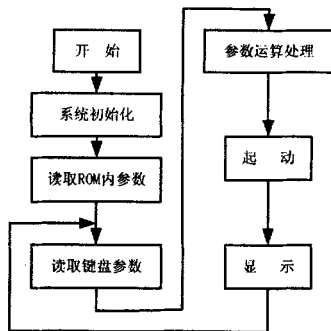 开 始
系统初始化
读取ROM内参数
读取键盘参数
参数运算处理
起 动
显 示